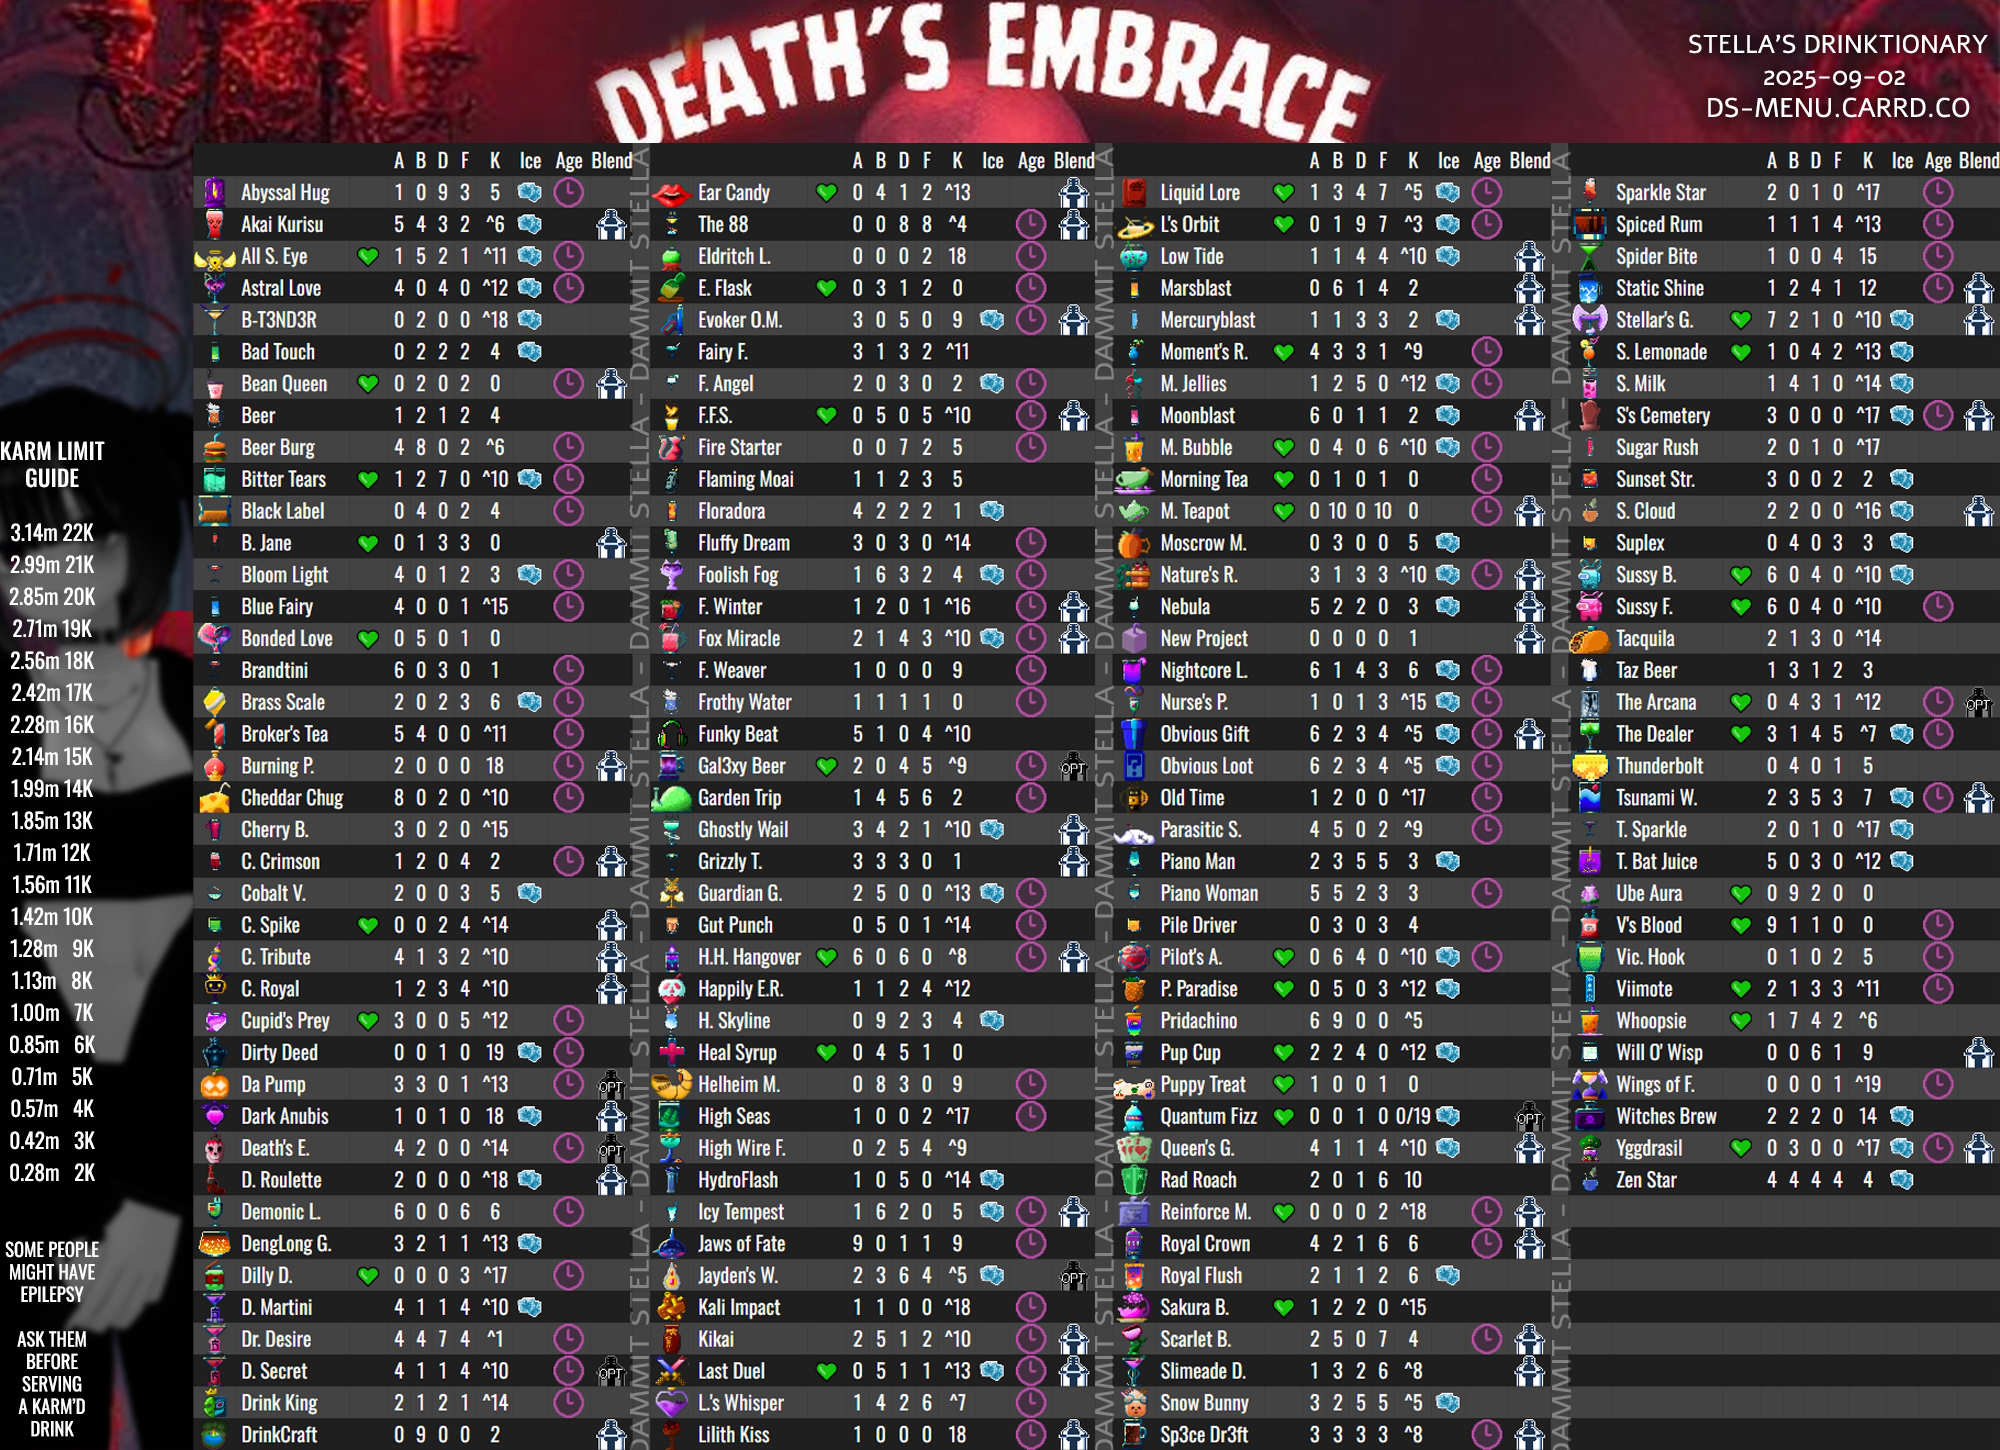 DEATH'S EMBRACE
STELLA'S DRINKTIONARY
2025-09-02
DS-MENU.CARRD.CO
KARM LIMIT
GUIDE
3.14m 22K
2.99m 21K
2.85m 20K
2.71m 19K
2.56m 18K
2.42m 17K
2.28m 16K
2.14m 15K
1.99m 14K
1.85m 13K
1.71m 12K
1.56m 11K
1.42m 10K
1.28m 9K
1.13m 8K
1.00m 7K
0.85m 6K
0.71m 5K
0.57m 4K
0.42m 3K
0.28m 2K
SOME PEOPLE
MIGHT HAVE
EPILEPSY
ASK THEM
BEFORE
SERVING
A KARM'D
DRINK
A B D F K Ice Age Blend
Abyssal Hug 1 0 9 3 5
Akai Kurisu 5 4 3 2 ^6
All S. Eye 1 5 2 1 ^11
Astral Love 4 0 4 0 ^12
B-T3ND3R 0 2 0 0 ^18
Bad Touch 0 2 2 2 4
Bean Queen 0 2 0 2 0
Beer 1 2 1 2 4
Beer Burg 4 8 0 2 ^6
Bitter Tears 1 2 7 0 ^10
Black Label 0 4 0 2 4
B. Jane 0 1 3 3 0
Bloom Light 4 0 1 2 3
Blue Fairy 4 0 0 1 ^15
Bonded Love 0 5 0 1 0
Brandtini 6 0 3 0 1
Brass Scale 2 0 2 3 6
Broker's Tea 5 4 0 0 ^11
Burning P. 2 0 0 0 18
Cheddar Chug 8 0 2 0 ^10
Cherry B. 3 0 2 0 ^15
C. Crimson 1 2 0 4 2
Cobalt V. 2 0 0 3 5
C. Spike 0 0 2 4 ^14
C. Tribute 4 1 3 2 ^10
C. Royal 1 2 3 4 ^10
Cupid's Prey 3 0 0 5 ^12
Dirty Deed 0 0 1 0 19
Da Pump 3 3 0 1 ^13 OPT
Dark Anubis 1 0 1 0 18
Death's E. 4 2 0 0 ^14 OPT
D. Roulette 2 0 0 0 ^18
Demonic L. 6 0 0 6 6
DengLong G. 3 2 1 1 ^13
Dilly D. 0 0 0 3 ^17
D. Martini 4 1 1 4 ^10
Dr. Desire 4 4 7 4 ^1
D. Secret 4 1 1 4 ^10 OPT
Drink King 2 1 2 1 ^14
DrinkCraft 0 9 0 0 2
A B D F K Ice Age Blend
Ear Candy 0 4 1 2 ^13
The 88 0 0 8 8 ^4
Eldritch L. 0 0 0 2 18
E. Flask 0 3 1 2 0
Evoker O.M. 3 0 5 0 9
Fairy F. 3 1 3 2 ^11
F. Angel 2 0 3 0 2
F.F.S. 0 5 0 5 ^10
Fire Starter 0 0 7 2 5
Flaming Moai 1 1 2 3 5
Floradora 4 2 2 2 1
Fluffy Dream 3 0 3 0 ^14
Foolish Fog 1 6 3 2 4
F. Winter 1 2 0 1 ^16
Fox Miracle 2 1 4 3 ^10
F. Weaver 1 0 0 0 9
Frothy Water 1 1 1 1 0
Funky Beat 5 1 0 4 ^10
Gal3xy Beer 2 0 4 5 ^9 OPT
Garden Trip 1 4 5 6 2
Ghostly Wail 3 4 2 1 ^10
Grizzly T. 3 3 3 0 1
Guardian G. 2 5 0 0 ^13
Gut Punch 0 5 0 1 ^14
H.H. Hangover 6 0 6 0 ^8
Happily E.R. 1 1 2 4 ^12
H. Skyline 0 9 2 3 4
Heal Syrup 0 4 5 1 0
Helheim M. 0 8 3 0 9
High Seas 1 0 0 2 ^17
High Wire F. 0 2 5 4 ^9
HydroFlash 1 0 5 0 ^14
Icy Tempest 1 6 2 0 5
Jaws of Fate 9 0 1 1 9
Jayden's W. 2 3 6 4 ^5 OPT
Kali Impact 1 1 0 0 ^18
Kikai 2 5 1 2 ^10
Last Duel 0 5 1 1 ^13
L.'s Whisper 1 4 2 6 ^7
Lilith Kiss 1 0 0 0 18
A B D F K Ice Age Blend
Liquid Lore 1 3 4 7 ^5
L's Orbit 0 1 9 7 ^3
Low Tide 1 1 4 4 ^10
Marsblast 0 6 1 4 2
Mercuryblast 1 1 3 3 2
Moment's R. 4 3 3 1 ^9
M. Jellies 1 2 5 0 ^12
Moonblast 6 0 1 1 2
M. Bubble 0 4 0 6 ^10
Morning Tea 0 1 0 1 0
M. Teapot 0 10 0 10 0
Moscrow M. 0 3 0 0 5
Nature's R. 3 1 3 3 ^10
Nebula 5 2 2 0 3
New Project 0 0 0 0 1
Nightcore L. 6 1 4 3 6
Nurse's P. 1 0 1 3 ^15
Obvious Gift 6 2 3 4 ^5
Obvious Loot 6 2 3 4 ^5
Old Time 1 2 0 0 ^17
Parasitic S. 4 5 0 2 ^9
Piano Man 2 3 5 5 3
Piano Woman 5 5 2 3 3
Pile Driver 0 3 0 3 4
Pilot's A. 0 6 4 0 ^10
P. Paradise 0 5 0 3 ^12
Pridachino 6 9 0 0 ^5
Pup Cup 2 2 4 0 ^12
Puppy Treat 1 0 0 1 0
Quantum Fizz 0 0 1 0 0/19 OPT
Queen's G. 4 1 1 4 ^10
Rad Roach 2 0 1 6 10
Reinforce M. 0 0 0 2 ^18
Royal Crown 4 2 1 6 6
Royal Flush 2 1 1 2 6
Sakura B. 1 2 2 0 ^15
Scarlet B. 2 5 0 7 4
Slimeade D. 1 3 2 6 ^8
Snow Bunny 3 2 5 5 ^5
Sp3ce Dr3ft 3 3 3 3 ^8
A B D F K Ice Age Blend
Sparkle Star 2 0 1 0 ^17
Spiced Rum 1 1 1 4 ^13
Spider Bite 1 0 0 4 15
Static Shine 1 2 4 1 12
Stellar's G. 7 2 1 0 ^10
S. Lemonade 1 0 4 2 ^13
S. Milk 1 4 1 0 ^14
S's Cemetery 3 0 0 0 ^17
Sugar Rush 2 0 1 0 ^17
Sunset Str. 3 0 0 2 2
S. Cloud 2 2 0 0 ^16
Suplex 0 4 0 3 3
Sussy B. 6 0 4 0 ^10
Sussy F. 6 0 4 0 ^10
Tacquila 2 1 3 0 ^14
Taz Beer 1 3 1 2 3
The Arcana 0 4 3 1 ^12 OPT
The Dealer 3 1 4 5 ^7
Thunderbolt 0 4 0 1 5
Tsunami W. 2 3 5 3 7
T. Sparkle 2 0 1 0 ^17
T. Bat Juice 5 0 3 0 ^12
Ube Aura 0 9 2 0 0
V's Blood 9 1 1 0 0
Vic. Hook 0 1 0 2 5
Viimote 2 1 3 3 ^11
Whoopsie 1 7 4 2 ^6
Will O' Wisp 0 0 6 1 9
Wings of F. 0 0 0 1 ^19
Witches Brew 2 2 2 0 14
Yggdrasil 0 3 0 0 ^17
Zen Star 4 4 4 4 4
DAMMIT STELLA - DAMMIT STELLA - DAMMIT STELLA - DAMMIT STELLA
DAMMIT STELLA - DAMMIT STELLA - DAMMIT STELLA - DAMMIT STELLA
DAMMIT STELLA - DAMMIT STELLA - DAMMIT STELLA - DAMMIT STELLA